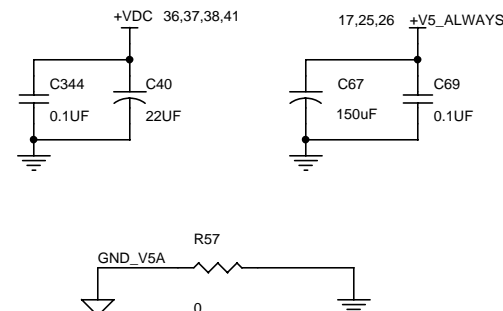 +VDC 36,37,38,41
17,25,26 +V5_ALWAYS
C344
C40
0.1UF
22UF
C67
C69
150uF
0.1UF
R57
GND_V5A
0